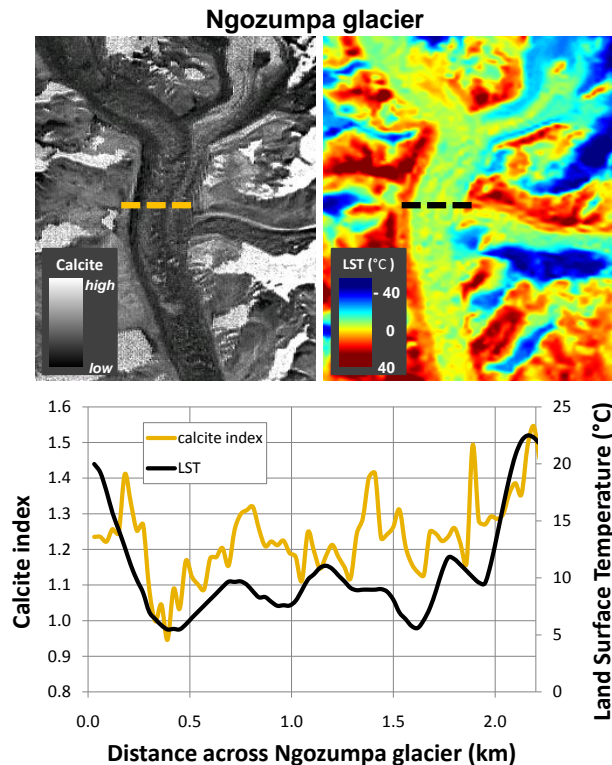 Ngozumpa glacier
Calcite
high
low
LST (°C )
- 40
0
40
1.6
1.5
1.4
1.3
1.2
1.1
1.0
0.9
0.8
Calcite index
calcite index
LST
25
20
15
10
5
0
Land Surface Temperature (°C)
0.0 0.5 1.0 1.5 2.0
Distance across Ngozumpa glacier (km)